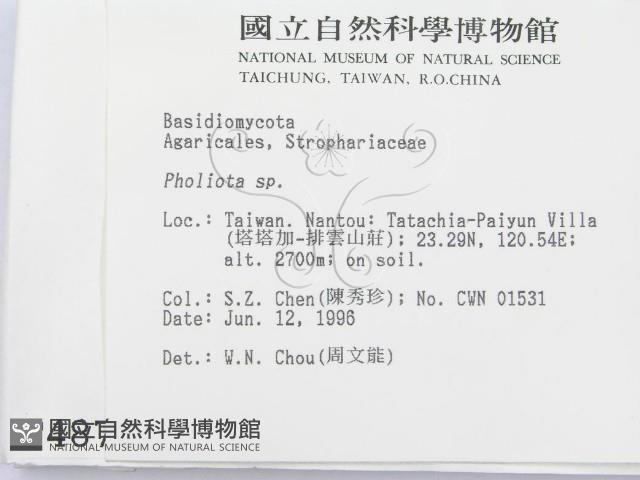 國立自然科學博物館
NATIONAL MUSEUM OF NATURAL SCIENCE
TAICHUNG, TAIWAN, R.O.CHINA
Basidiomycota
Agaricales, Strophariaceae
Pholiota sp.
Loc.: Taiwan. Nantou: Tatachia-Paiyun Villa
(塔塔加-排雲山莊); 23.29N, 120.54E;
alt. 2700m; on soil.
Col.: S.Z. Chen(陳秀珍); No. CWN 01531
Date: Jun. 12, 1996
Det.: W.N. Chou(周文能)
487
國立自然科學博物館
NATIONAL MUSEUM OF NATURAL SCIENCE